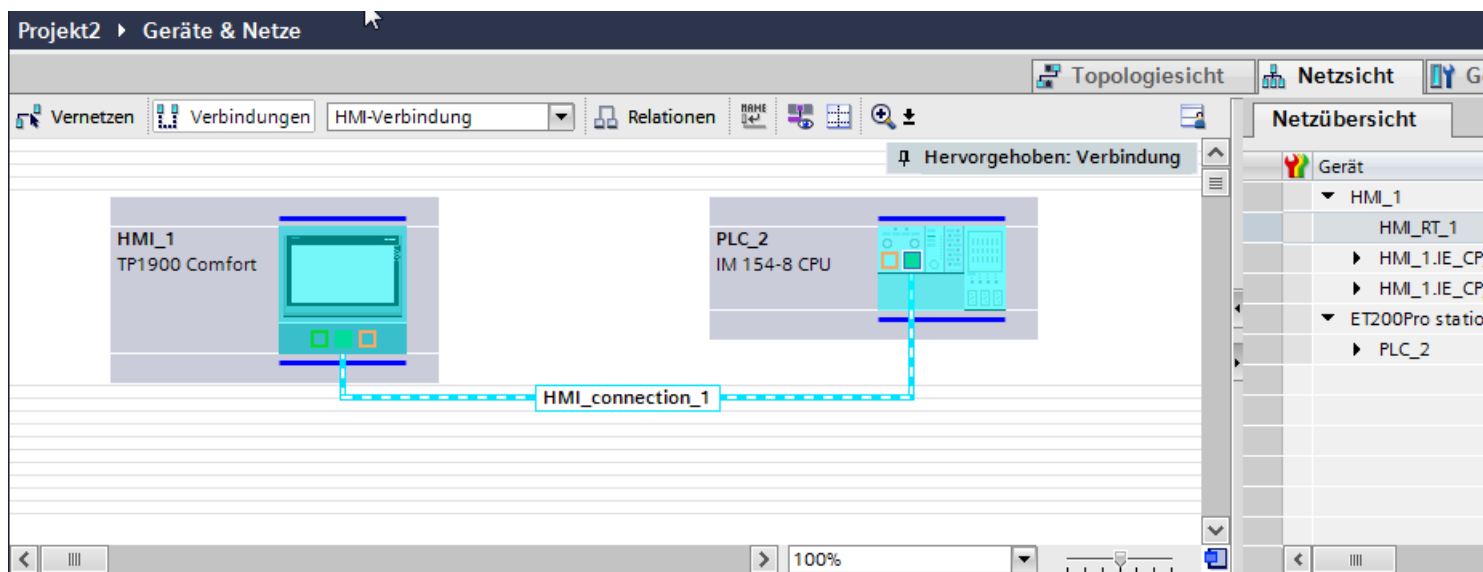 Projekt2 ▸ Geräte & Netze
Topologiesicht Netzsicht
Vernetzen Verbindungen HMI-Verbindung Relationen
Netzübersicht
Hervorgehoben: Verbindung
Gerät
HMI_1
HMI_RT_1
HMI_1.IE_CP
HMI_1.IE_CP
ET200Pro statio
PLC_2
HMI_1
TP1900 Comfort
PLC_2
IM 154-8 CPU
HMI_connection_1
100%